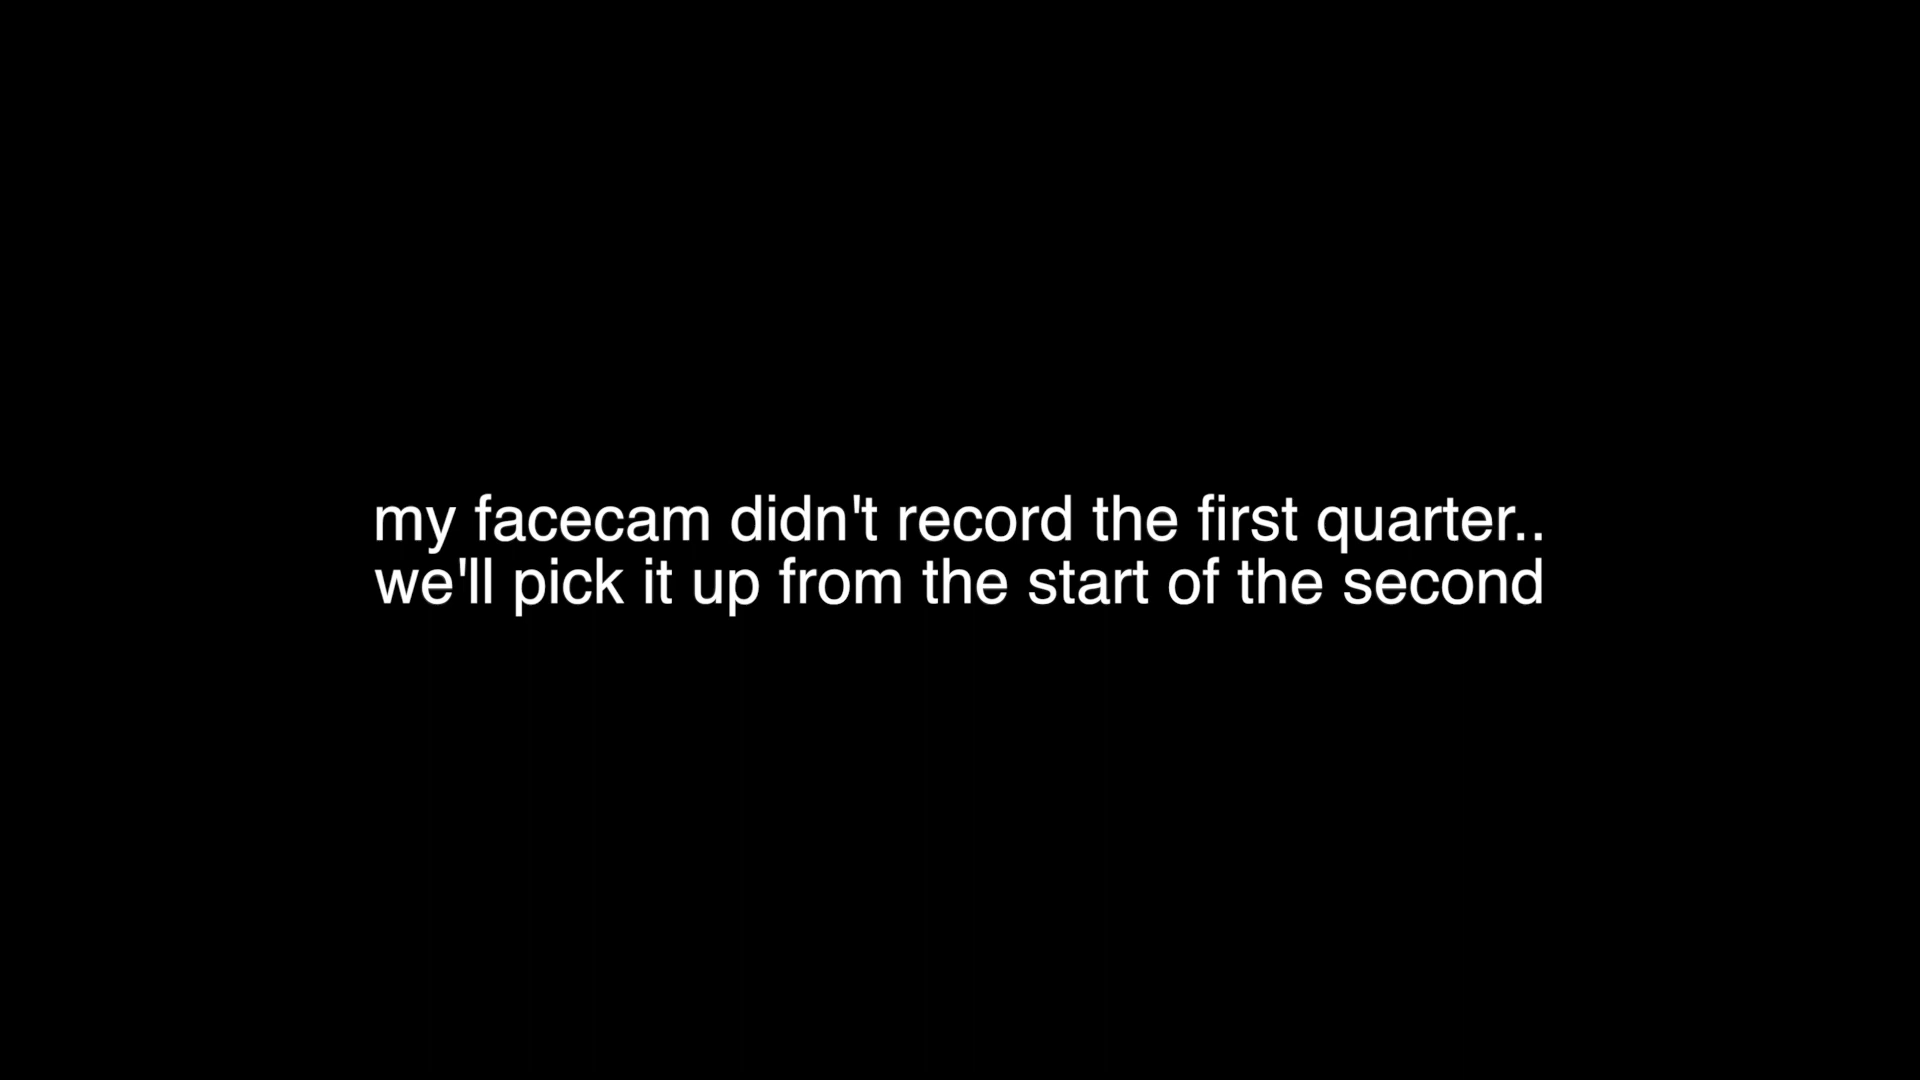 my facecam didn't record the first quarter..
we'll pick it up from the start of the second